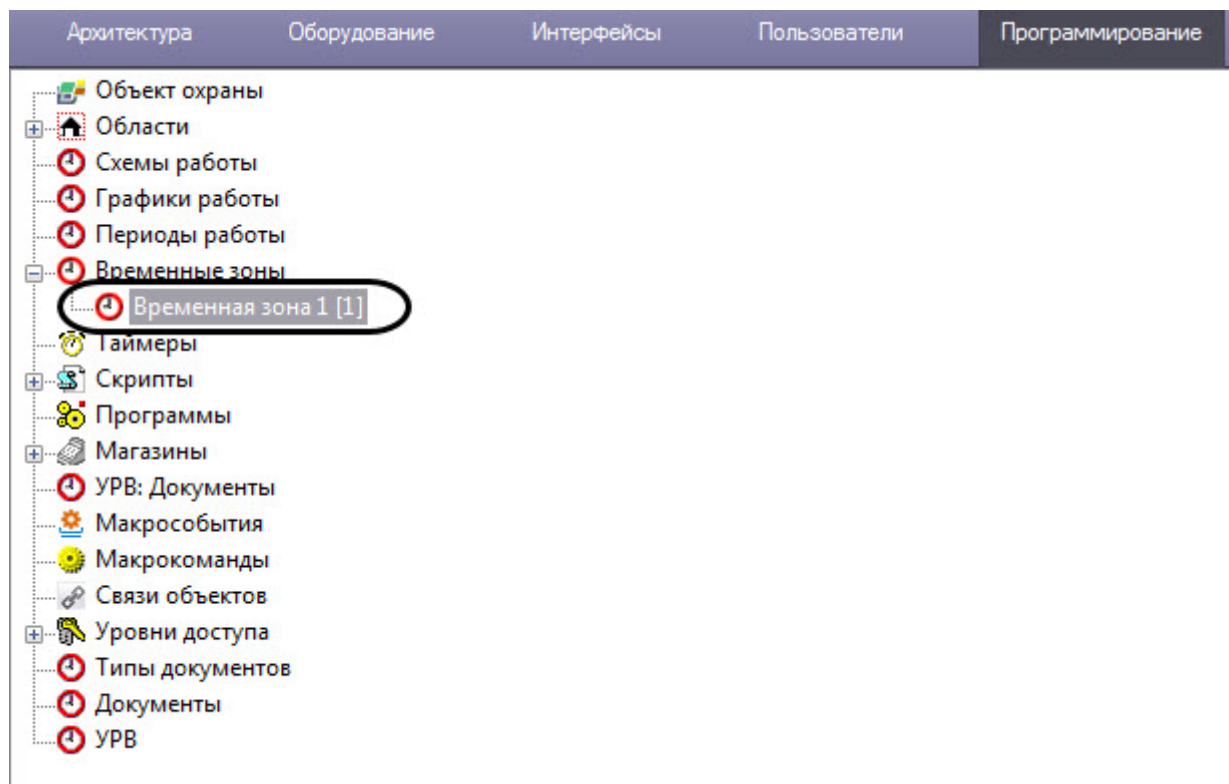 Архитектура Оборудование Интерфейсы Пользователи Программирование
Объект охраны
Области
Схемы работы
Графики работы
Периоды работы
Временные зоны
Временная зона 1 [1]
Таймеры
Скрипты
Программы
Магазины
УРВ: Документы
Макрособытия
Макрокоманды
Связи объектов
Уровни доступа
Типы документов
Документы
УРВ